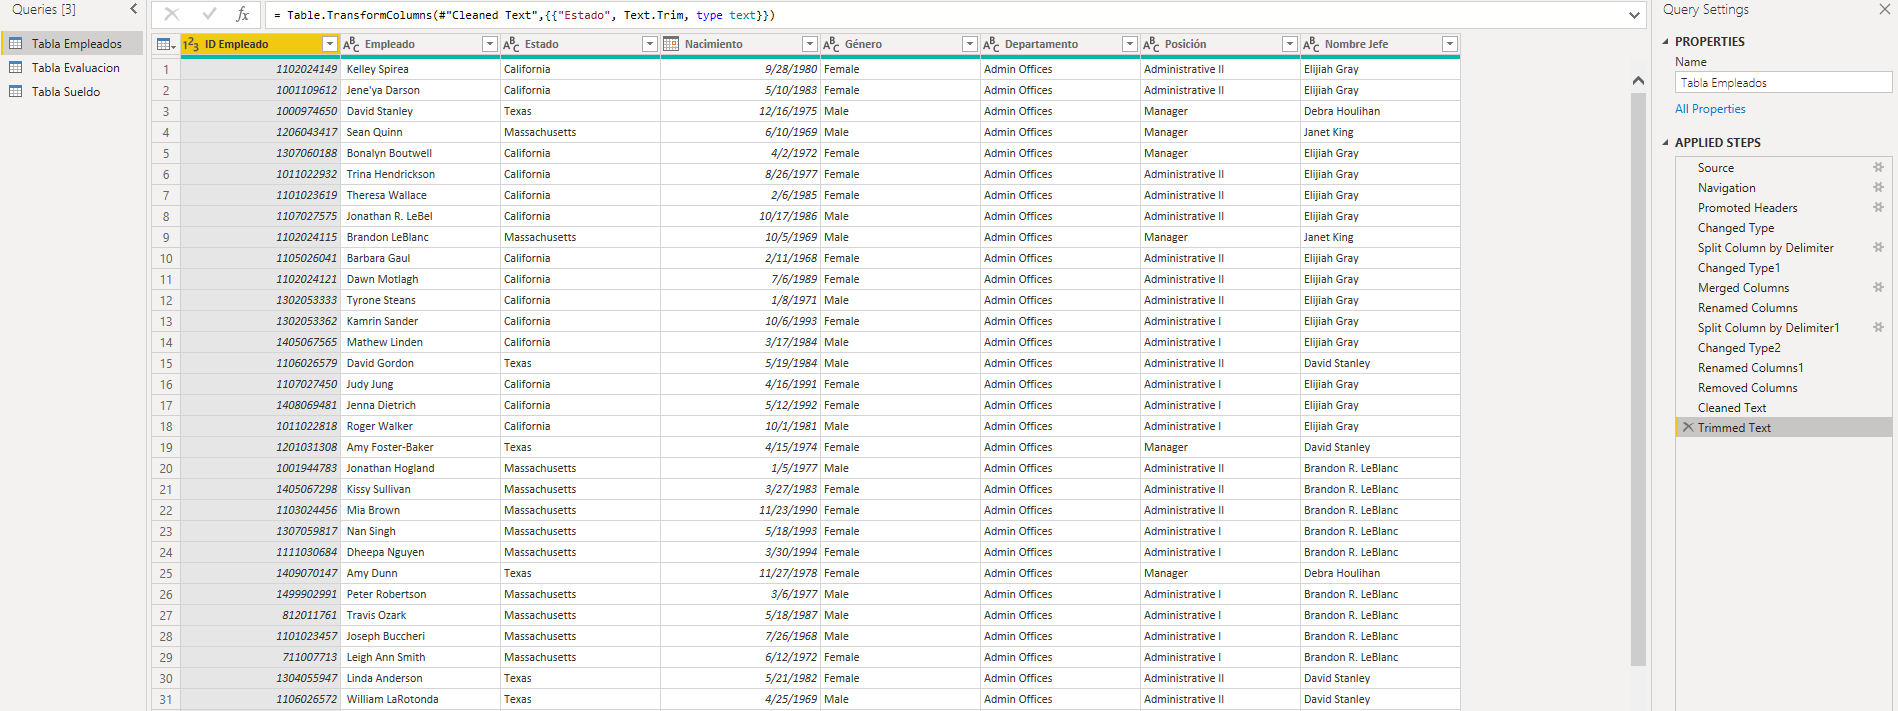 Queries [3]
Tabla Empleados
Tabla Evaluacion
Tabla Sueldo
= Table.TransformColumns(#"Cleaned Text",{{"Estado", Text.Trim, type text}})
ID Empleado Empleado Estado Nacimiento Género Departamento Posición Nombre Jefe
1 1102024149 Kelley Spirea California 9/28/1980 Female Admin Offices Administrative II Elijiah Gray
2 1001109612 Jene'ya Darson California 5/10/1983 Female Admin Offices Administrative II Elijiah Gray
3 1000974650 David Stanley Texas 12/16/1975 Male Admin Offices Manager Debra Houlihan
4 1206043417 Sean Quinn Massachusetts 6/10/1969 Male Admin Offices Manager Janet King
5 1307060188 Bonalyn Boutwell California 4/2/1972 Female Admin Offices Manager Elijiah Gray
6 1011022932 Trina Hendrickson California 8/26/1977 Female Admin Offices Administrative II Elijiah Gray
7 1101023619 Theresa Wallace California 2/6/1985 Female Admin Offices Administrative II Elijiah Gray
8 1107027575 Jonathan R. LeBel California 10/17/1986 Male Admin Offices Administrative II Elijiah Gray
9 1102024115 Brandon LeBlanc Massachusetts 10/5/1969 Male Admin Offices Manager Janet King
10 1105026041 Barbara Gaul California 2/11/1968 Female Admin Offices Administrative II Elijiah Gray
11 1102024121 Dawn Motlagh California 7/6/1989 Female Admin Offices Administrative II Elijiah Gray
12 1302053333 Tyrone Steans California 1/8/1971 Male Admin Offices Administrative II Elijiah Gray
13 1302053362 Kamrin Sander California 10/6/1993 Female Admin Offices Administrative I Elijiah Gray
14 1405067565 Mathew Linden California 3/17/1984 Male Admin Offices Administrative I Elijiah Gray
15 1106026579 David Gordon Texas 5/19/1984 Male Admin Offices Administrative II David Stanley
16 1107027450 Judy Jung California 4/16/1991 Female Admin Offices Administrative I Elijiah Gray
17 1408069481 Jenna Dietrich California 5/12/1992 Female Admin Offices Administrative I Elijiah Gray
18 1011022818 Roger Walker California 10/1/1981 Male Admin Offices Administrative I Elijiah Gray
19 1201031308 Amy Foster-Baker Texas 4/15/1974 Female Admin Offices Manager David Stanley
20 1001944783 Jonathan Hogland Massachusetts 1/5/1977 Male Admin Offices Administrative II Brandon R. LeBlanc
21 1405067298 Kissy Sullivan Massachusetts 3/27/1983 Female Admin Offices Administrative II Brandon R. LeBlanc
22 1103024456 Mia Brown Massachusetts 11/23/1990 Female Admin Offices Administrative II Brandon R. LeBlanc
23 1307059817 Nan Singh Massachusetts 5/18/1993 Female Admin Offices Administrative I Brandon R. LeBlanc
24 1111030684 Dheepa Nguyen Massachusetts 3/30/1994 Female Admin Offices Administrative I Brandon R. LeBlanc
25 1409070147 Amy Dunn Texas 11/27/1978 Female Admin Offices Manager Debra Houlihan
26 1499902991 Peter Robertson Massachusetts 3/6/1977 Male Admin Offices Administrative I Brandon R. LeBlanc
27 812011761 Travis Ozark Massachusetts 5/18/1987 Male Admin Offices Administrative I Brandon R. LeBlanc
28 1101023457 Joseph Buccheri Massachusetts 7/26/1968 Male Admin Offices Administrative I Brandon R. LeBlanc
29 711007713 Leigh Ann Smith Massachusetts 6/12/1972 Female Admin Offices Administrative I Brandon R. LeBlanc
30 1304055947 Linda Anderson Texas 5/21/1982 Female Admin Offices Administrative II David Stanley
31 1106026572 William LaRotonda Texas 4/25/1969 Male Admin Offices Administrative II David Stanley
Query Settings
PROPERTIES
Name
Tabla Empleados
All Properties
APPLIED STEPS
Source
Navigation
Promoted Headers
Changed Type
Split Column by Delimiter
Changed Type1
Merged Columns
Renamed Columns
Split Column by Delimiter1
Changed Type2
Renamed Columns1
Removed Columns
Cleaned Text
Trimmed Text